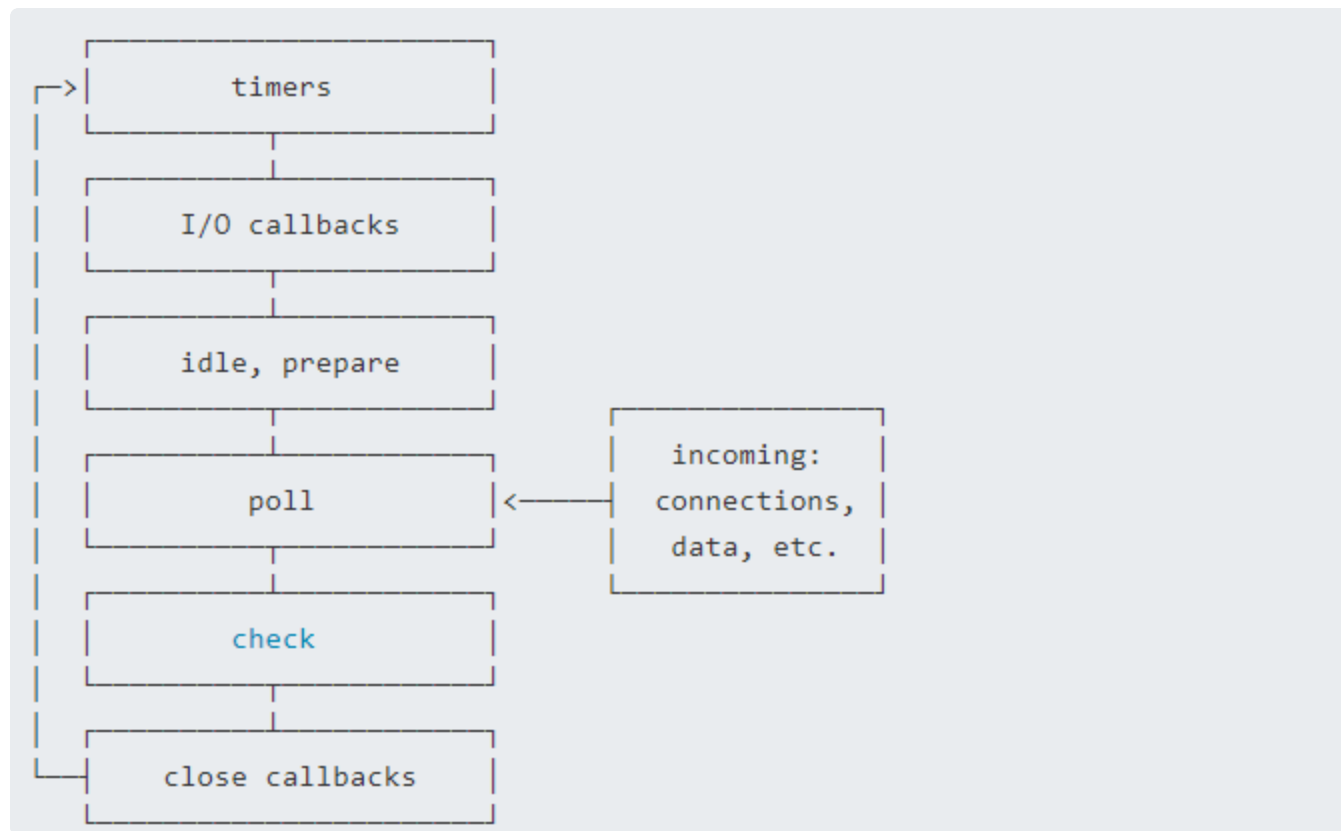 timers
I/O callbacks
idle, prepare
incoming:
poll
connections,
data, etc.
check
close callbacks